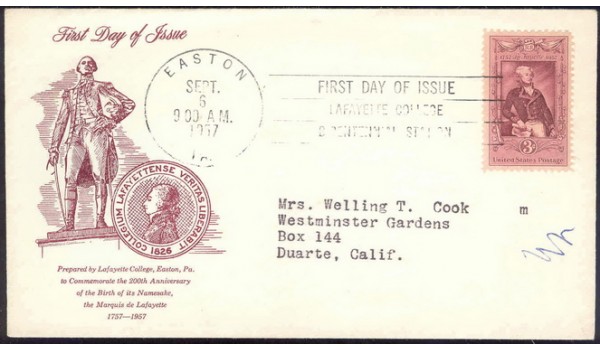 First Day of Issue
EASTON
SEPT.
6
9 00 A.M.
1957
FIRST DAY OF ISSUE
LAFAYETTE COLLEGE
BICENTENNIAL STATION
3¢
United States Postage
COLLEGIUM LAFAYETTENSE VERITAS LIBERABIT
1826
Mrs. Welling T. Cook m
Westminster Gardens
Box 144
Duarte, Calif.
Prepared by Lafayette College, Easton, Pa.
to Commemorate the 200th Anniversary
of the Birth of its Namesake,
the Marquis de Lafayette
1757—1957